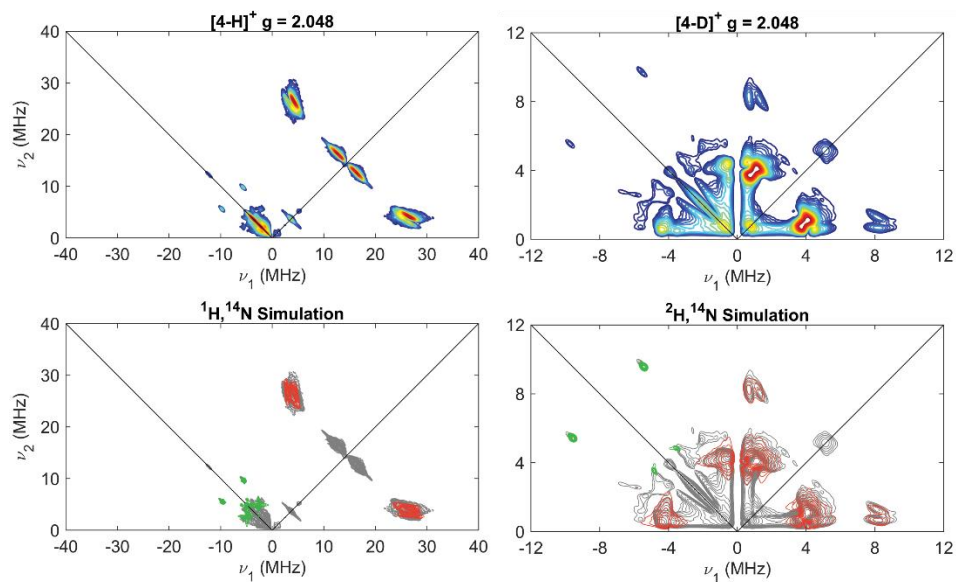 [4-H]⁺ g = 2.048
40
30
20
10
0
ν₂ (MHz)
-40 -30 -20 -10 0 10 20 30 40
ν₁ (MHz)
[4-D]⁺ g = 2.048
12
8
4
0
-12 -8 -4 0 4 8 12
ν₁ (MHz)
¹H,¹⁴N Simulation
40
30
20
10
0
ν₂ (MHz)
-40 -30 -20 -10 0 10 20 30 40
ν₁ (MHz)
²H,¹⁴N Simulation
12
8
4
0
-12 -8 -4 0 4 8 12
ν₁ (MHz)